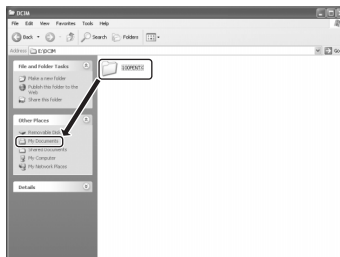 DCIM
File Edit View Favorites Tools Help
Back Search Folders
Address E:\DCIM Go
File and Folder Tasks
Make a new folder
Publish this folder to the
Web
Share this folder
100PENTX
Other Places
Removable Disk
My Documents
Shared Documents
My Computer
My Network Places
Details